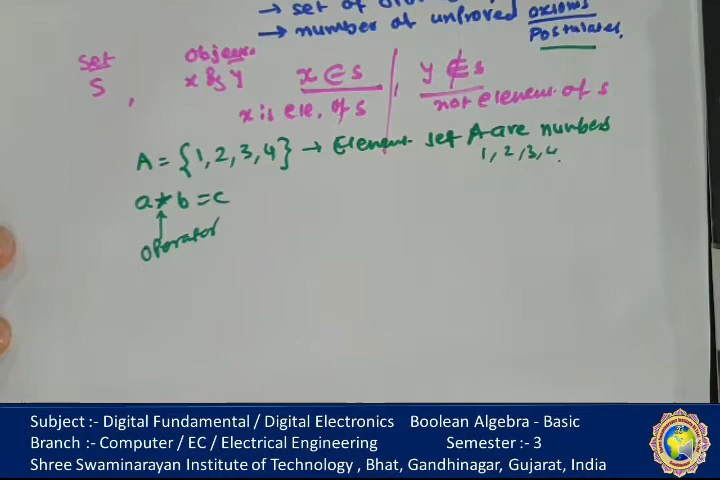 → set of
→ number of unproved axioms
Postulates.
Set Objects
S, x & y x ∈ s | y ∉ s
x is ele. of s not element of s
A = {1, 2, 3, 4} → Element set A are numbers
1, 2, 3, 4.
a * b = c
operator
Subject :- Digital Fundamental / Digital Electronics Boolean Algebra - Basic
Branch :- Computer / EC / Electrical Engineering Semester :- 3
Shree Swaminarayan Institute of Technology , Bhat, Gandhinagar, Gujarat, India